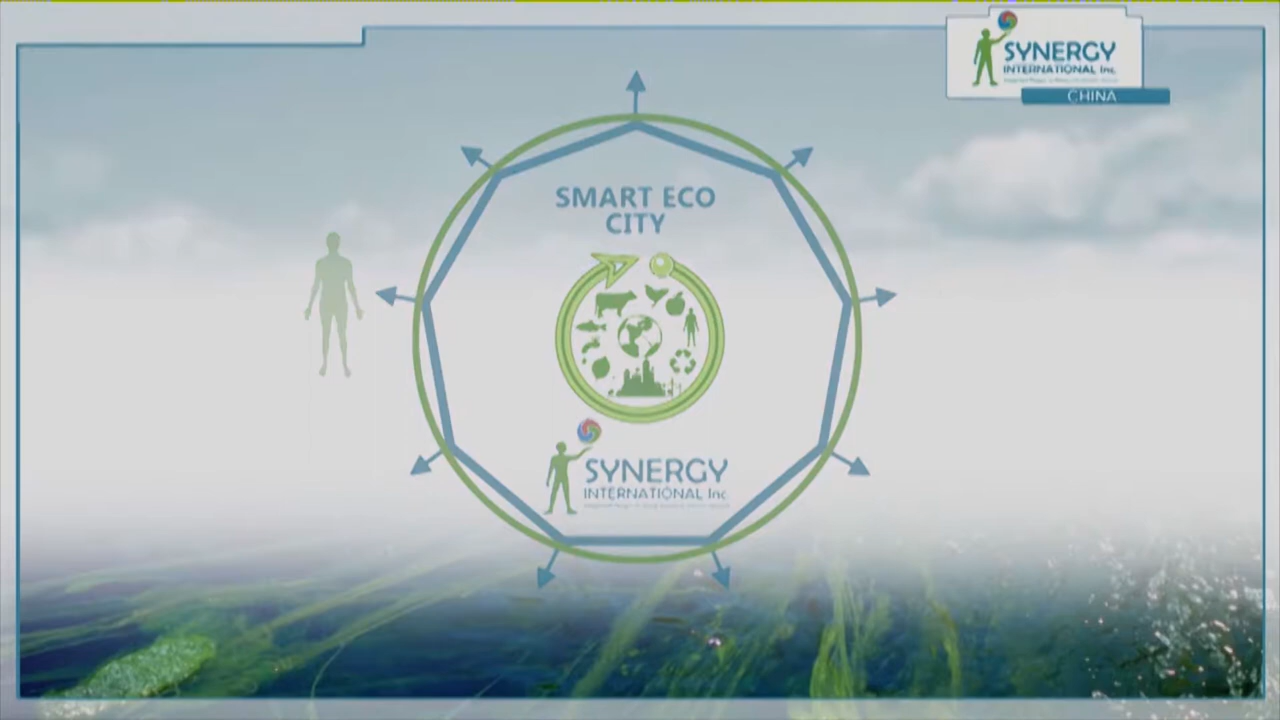 SYNERGY
INTERNATIONAL Inc.
CHINA
SMART ECO
CITY
SYNERGY
INTERNATIONAL Inc